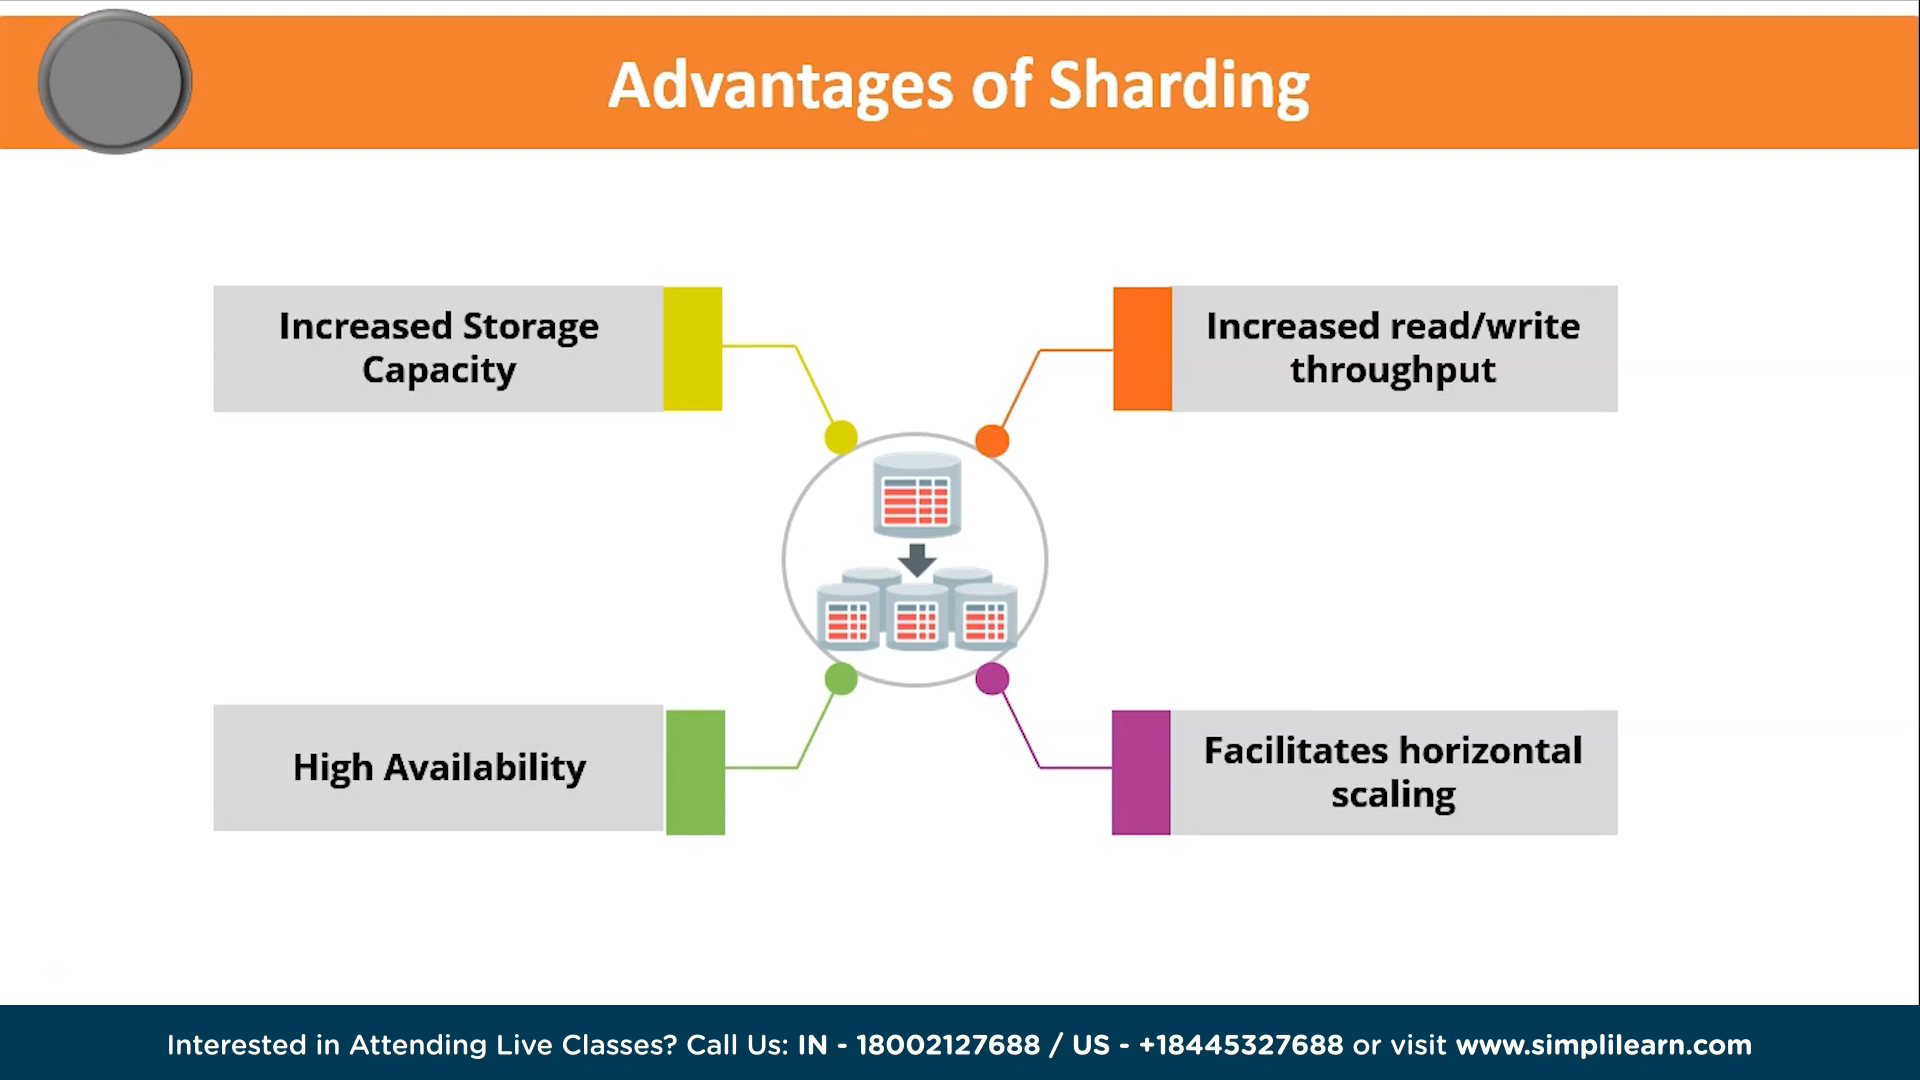 Advantages of Sharding
Increased Storage
Capacity
Increased read/write
throughput
High Availability
Facilitates horizontal
scaling
Interested in Attending Live Classes? Call Us: IN - 18002127688 / US - +18445327688 or visit www.simplilearn.com